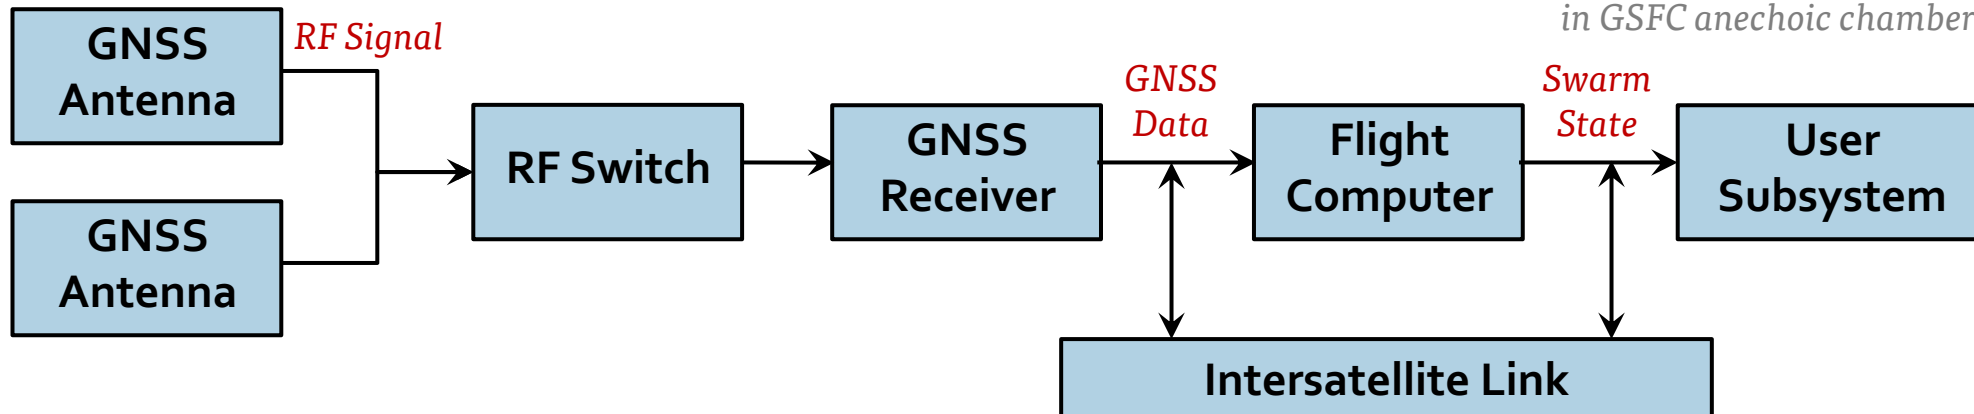 in GSFC anechoic chamber
GNSS
Antenna
RF Signal
GNSS
Antenna
RF Switch
GNSS
Receiver
GNSS
Data
Flight
Computer
Swarm
State
User
Subsystem
Intersatellite Link